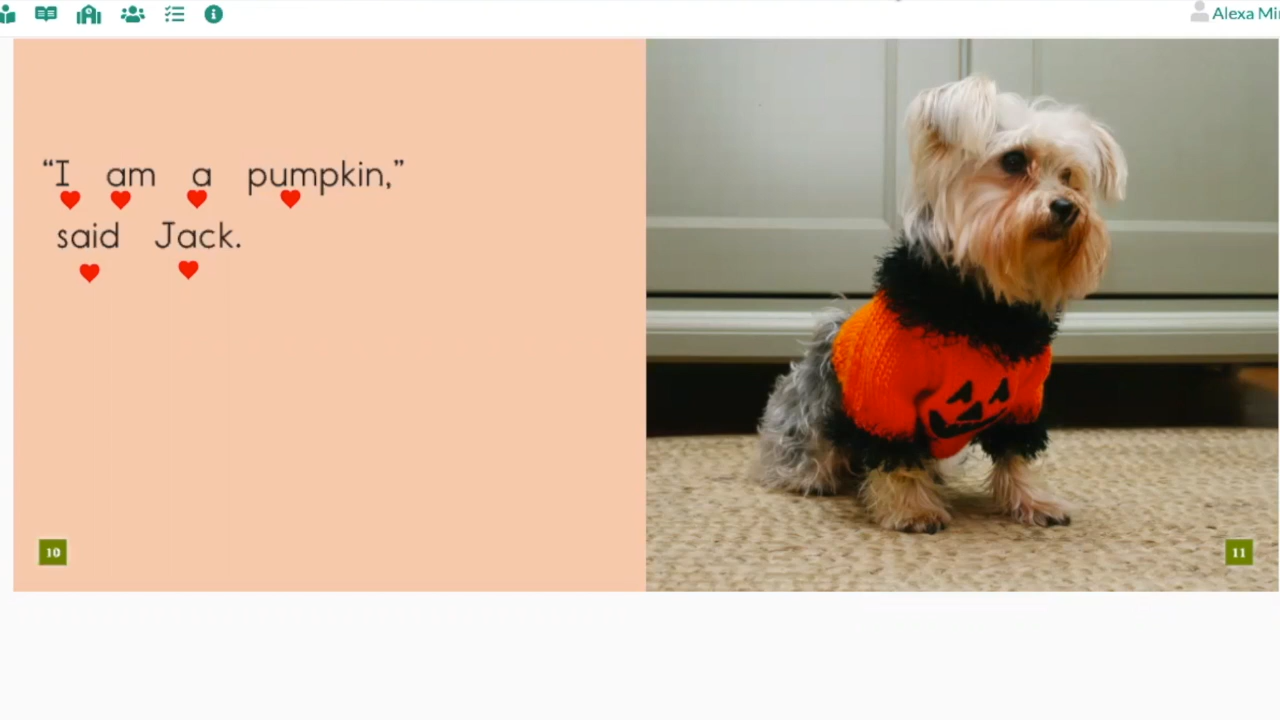 Alexa Mi
“I am a pumpkin,”
said Jack.
10
11